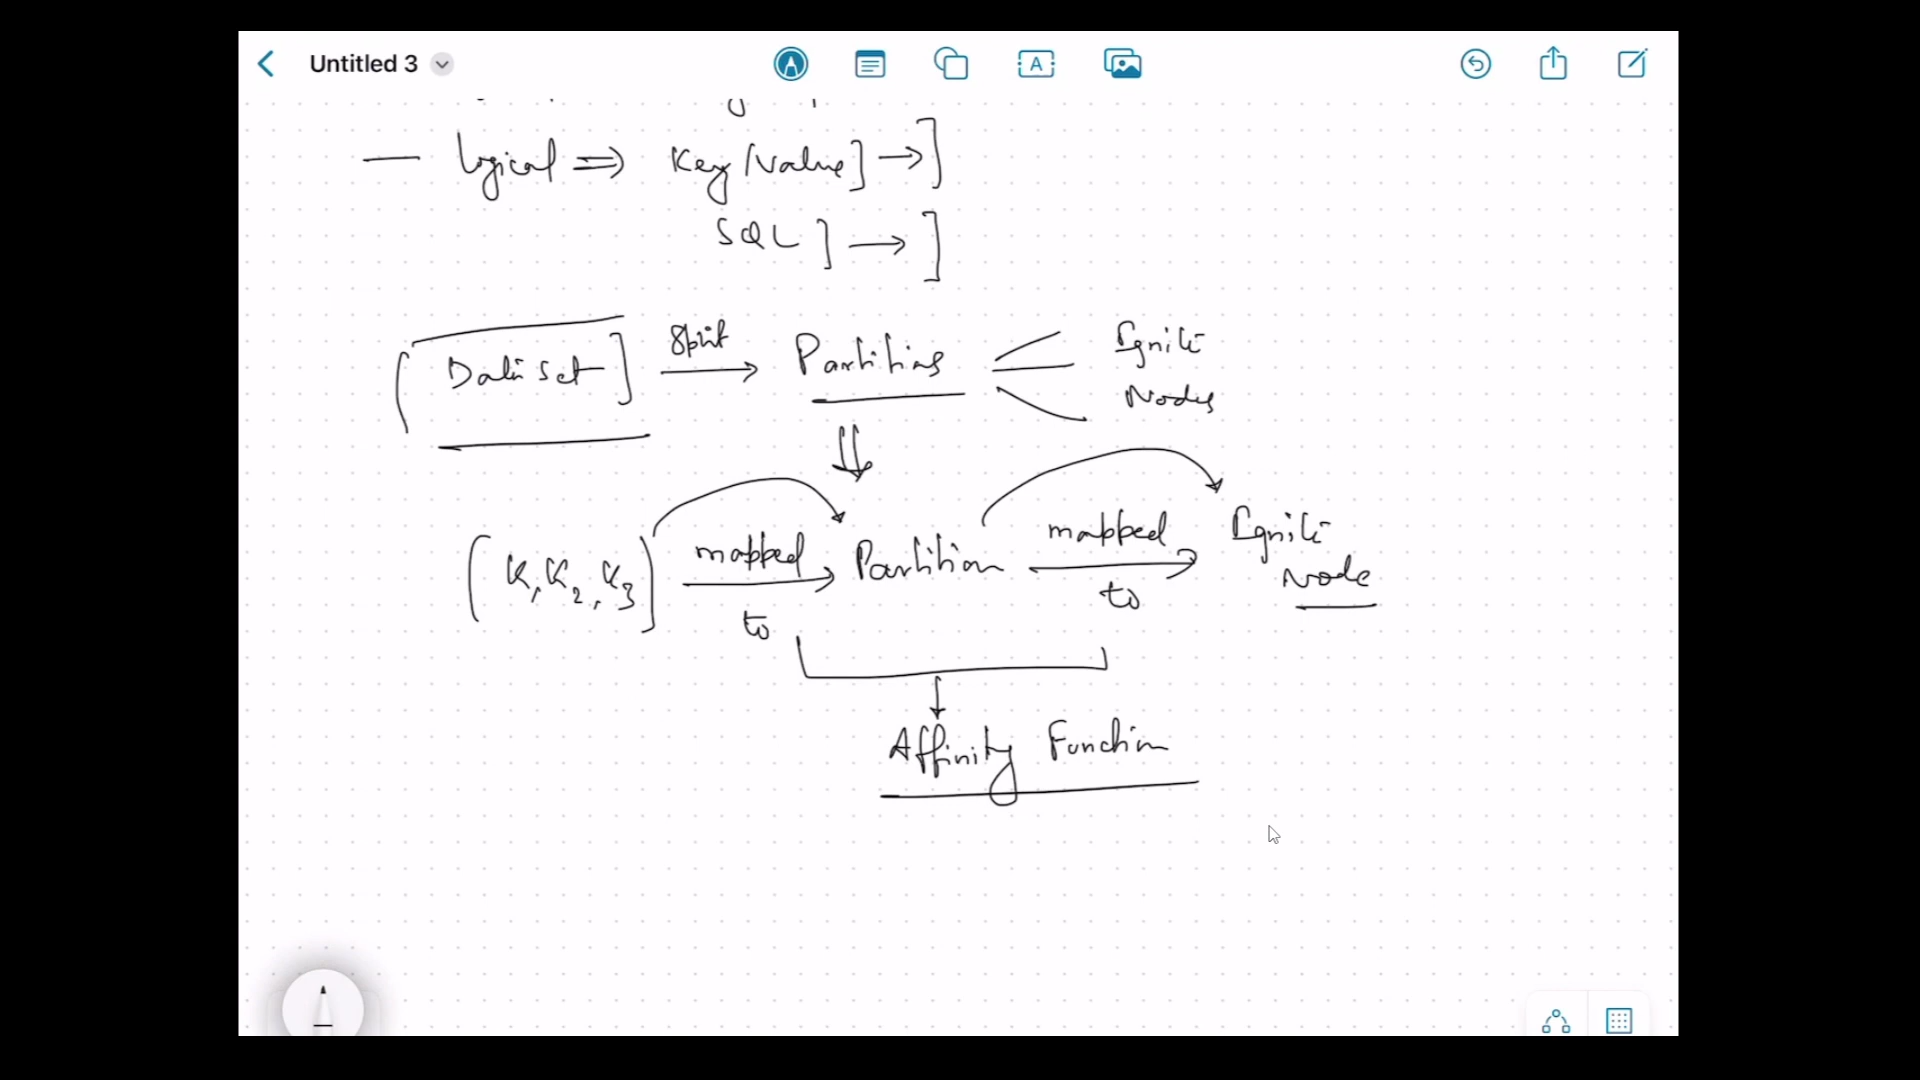 Untitled 3
— Logical ⇒ Key/Value] →]
SQL ] → ]
[Data Set] split → Partitions Ignite Nodes
(K1, K2, K3) mapped to → Partition mapped to → Ignite Node
Affinity Function